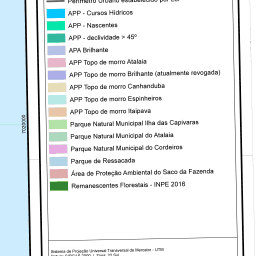 Perímetro Urbano estabelecido por Lei
APP - Cursos Hídricos
APP - Nascentes
APP - declividade > 45º
APA Brilhante
APP Topo de morro Atalaia
APP Topo de morro Brilhante (atualmente revogada)
APP Topo de morro Canhanduba
APP Topo de morro Espinheiros
APP Topo de morro Itaipava
Parque Natural Municipal Ilha das Capivaras
Parque Natural Municipal do Atalaia
Parque Natural Municipal do Cordeiros
Parque de Ressacada
Área de Proteção Ambiental do Saco da Fazenda
Remanescentes Florestais - INPE 2016
Sistema de Projeção Universal Transversal de Mercator - UTM